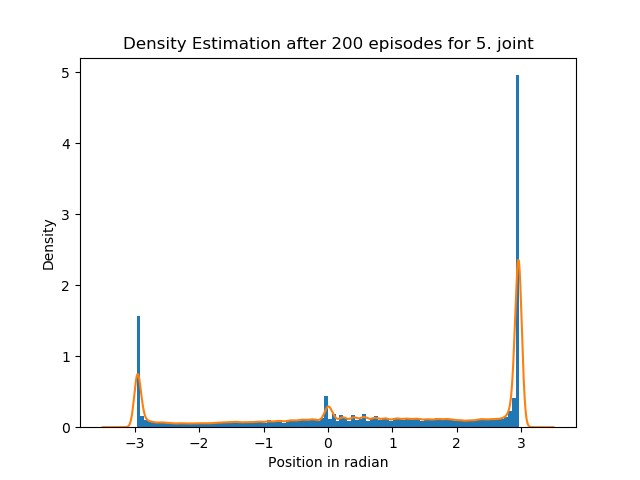 Density Estimation after 200 episodes for 5. joint
5
4
3
2
1
0
Density
−3 −2 −1 0 1 2 3
Position in radian